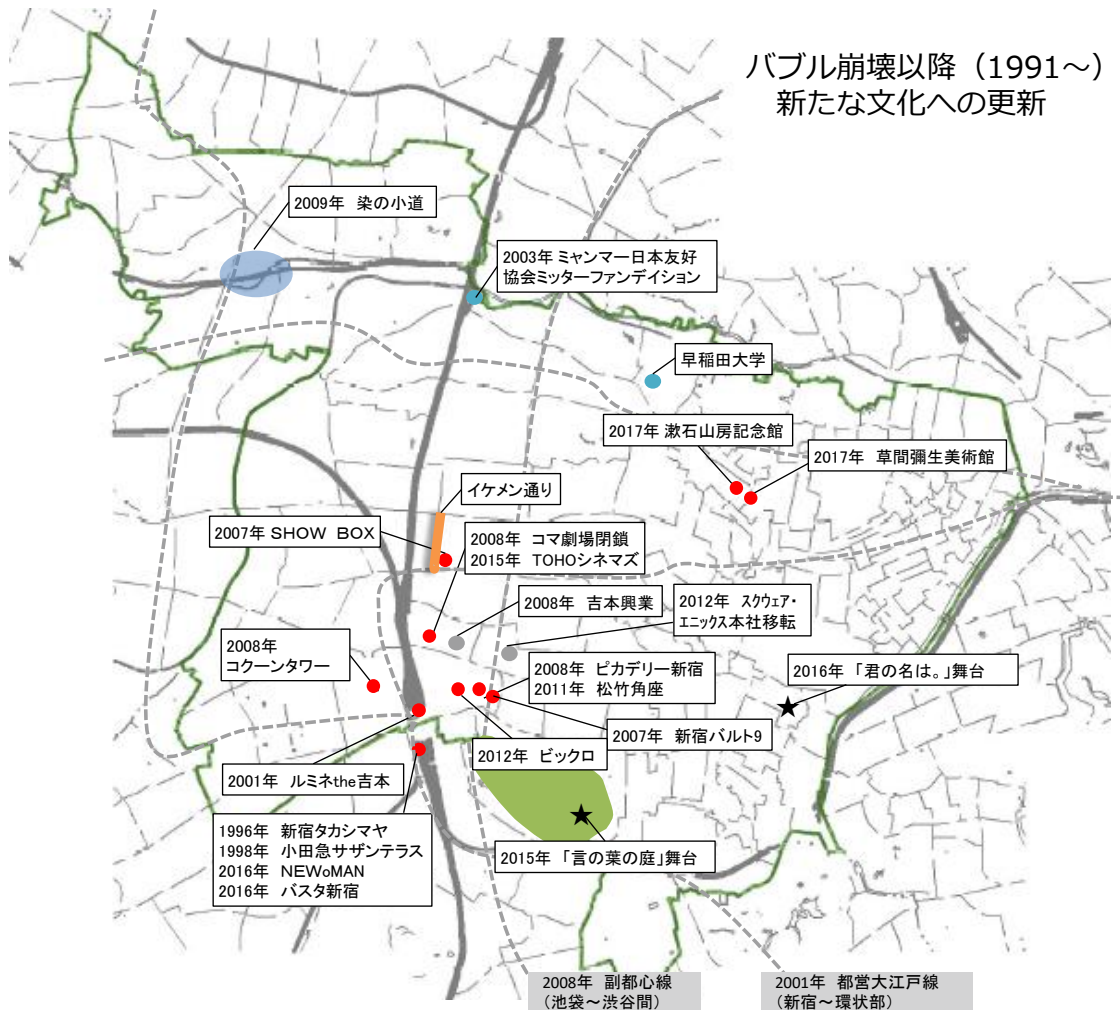 バブル崩壊以降（1991～）
新たな文化への更新
2009年 染の小道
2003年 ミャンマー日本友好
協会ミッターファンデイション
早稲田大学
2017年 漱石山房記念館
2017年 草間彌生美術館
イケメン通り
2007年 SHOW BOX
2008年 コマ劇場閉鎖
2015年 TOHOシネマズ
2008年 吉本興業
2012年 スクウェア・
エニックス本社移転
2008年
コクーンタワー
2008年 ピカデリー新宿
2011年 松竹角座
2016年 「君の名は。」舞台
2007年 新宿バルト9
2012年 ビックロ
2001年 ルミネthe吉本
1996年 新宿タカシマヤ
1998年 小田急サザンテラス
2016年 NEWoMAN
2016年 バスタ新宿
2015年 「言の葉の庭」舞台
2008年 副都心線
（池袋～渋谷間）
2001年 都営大江戸線
（新宿～環状部）